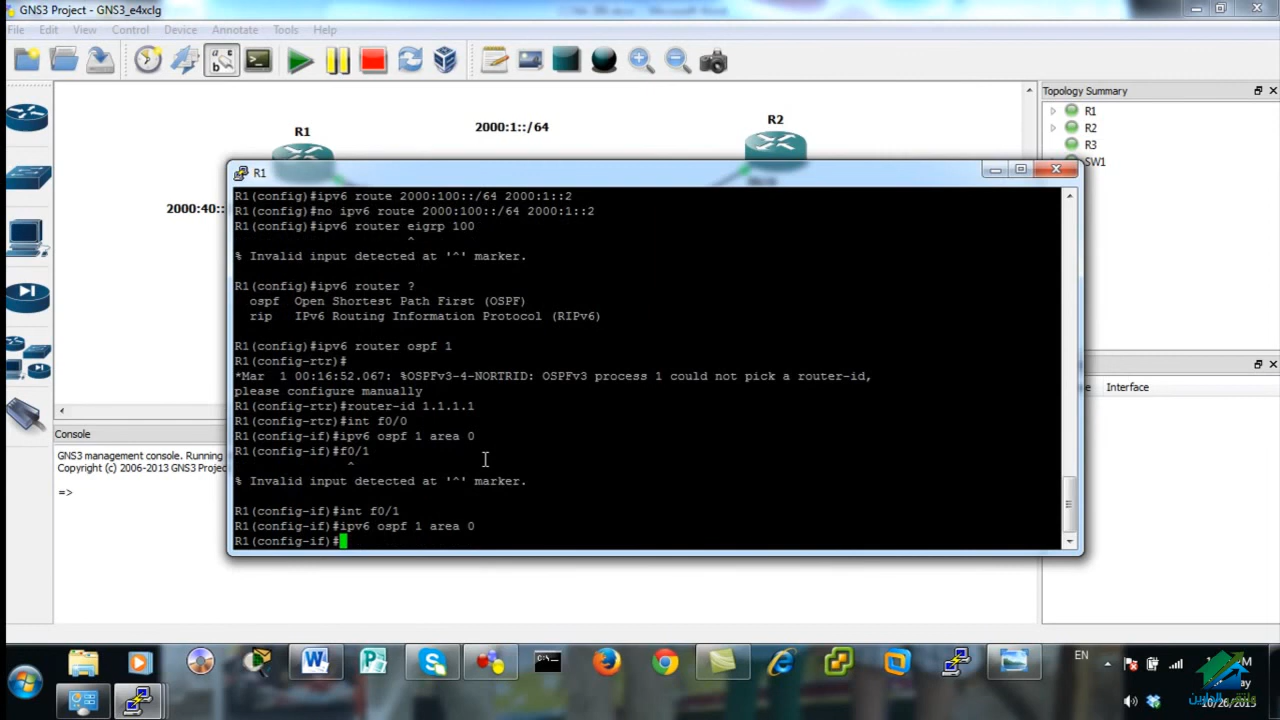 GNS3 Project - GNS3_e4xclg
File Edit View Control Device Annotate Tools Help
R1
2000:1::/64
R2
2000:40::
Topology Summary
R1
R2
R3
SW1
R1
R1(config)#ipv6 route 2000:100::/64 2000:1::2
R1(config)#no ipv6 route 2000:100::/64 2000:1::2
R1(config)#ipv6 router eigrp 100
^
% Invalid input detected at '^' marker.
R1(config)#ipv6 router ?
ospf Open Shortest Path First (OSPF)
rip IPv6 Routing Information Protocol (RIPv6)
R1(config)#ipv6 router ospf 1
R1(config-rtr)#
*Mar 1 00:16:52.067: %OSPFv3-4-NORTRID: OSPFv3 process 1 could not pick a router-id,
please configure manually
R1(config-rtr)#router-id 1.1.1.1
R1(config-rtr)#int f0/0
R1(config-if)#ipv6 ospf 1 area 0
R1(config-if)#f0/1
^
% Invalid input detected at '^' marker.
R1(config-if)#int f0/1
R1(config-if)#ipv6 ospf 1 area 0
R1(config-if)#
e Interface
Console
GNS3 management console. Running
Copyright (c) 2006-2013 GNS3 Projec
=>
EN
10/26/2013